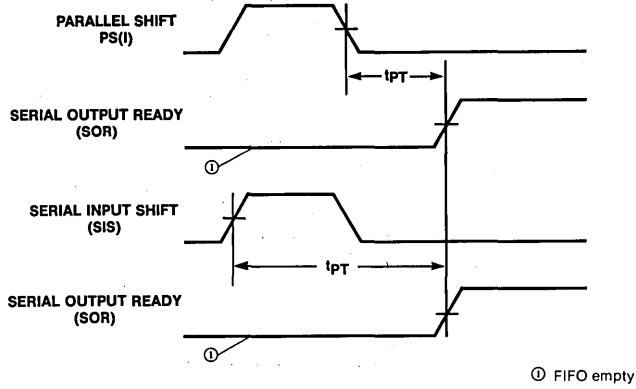 PARALLEL SHIFT
PS(I)
tPT
SERIAL OUTPUT READY
(SOR)
①
SERIAL INPUT SHIFT
(SIS)
tPT
SERIAL OUTPUT READY
(SOR)
①
① FIFO empty